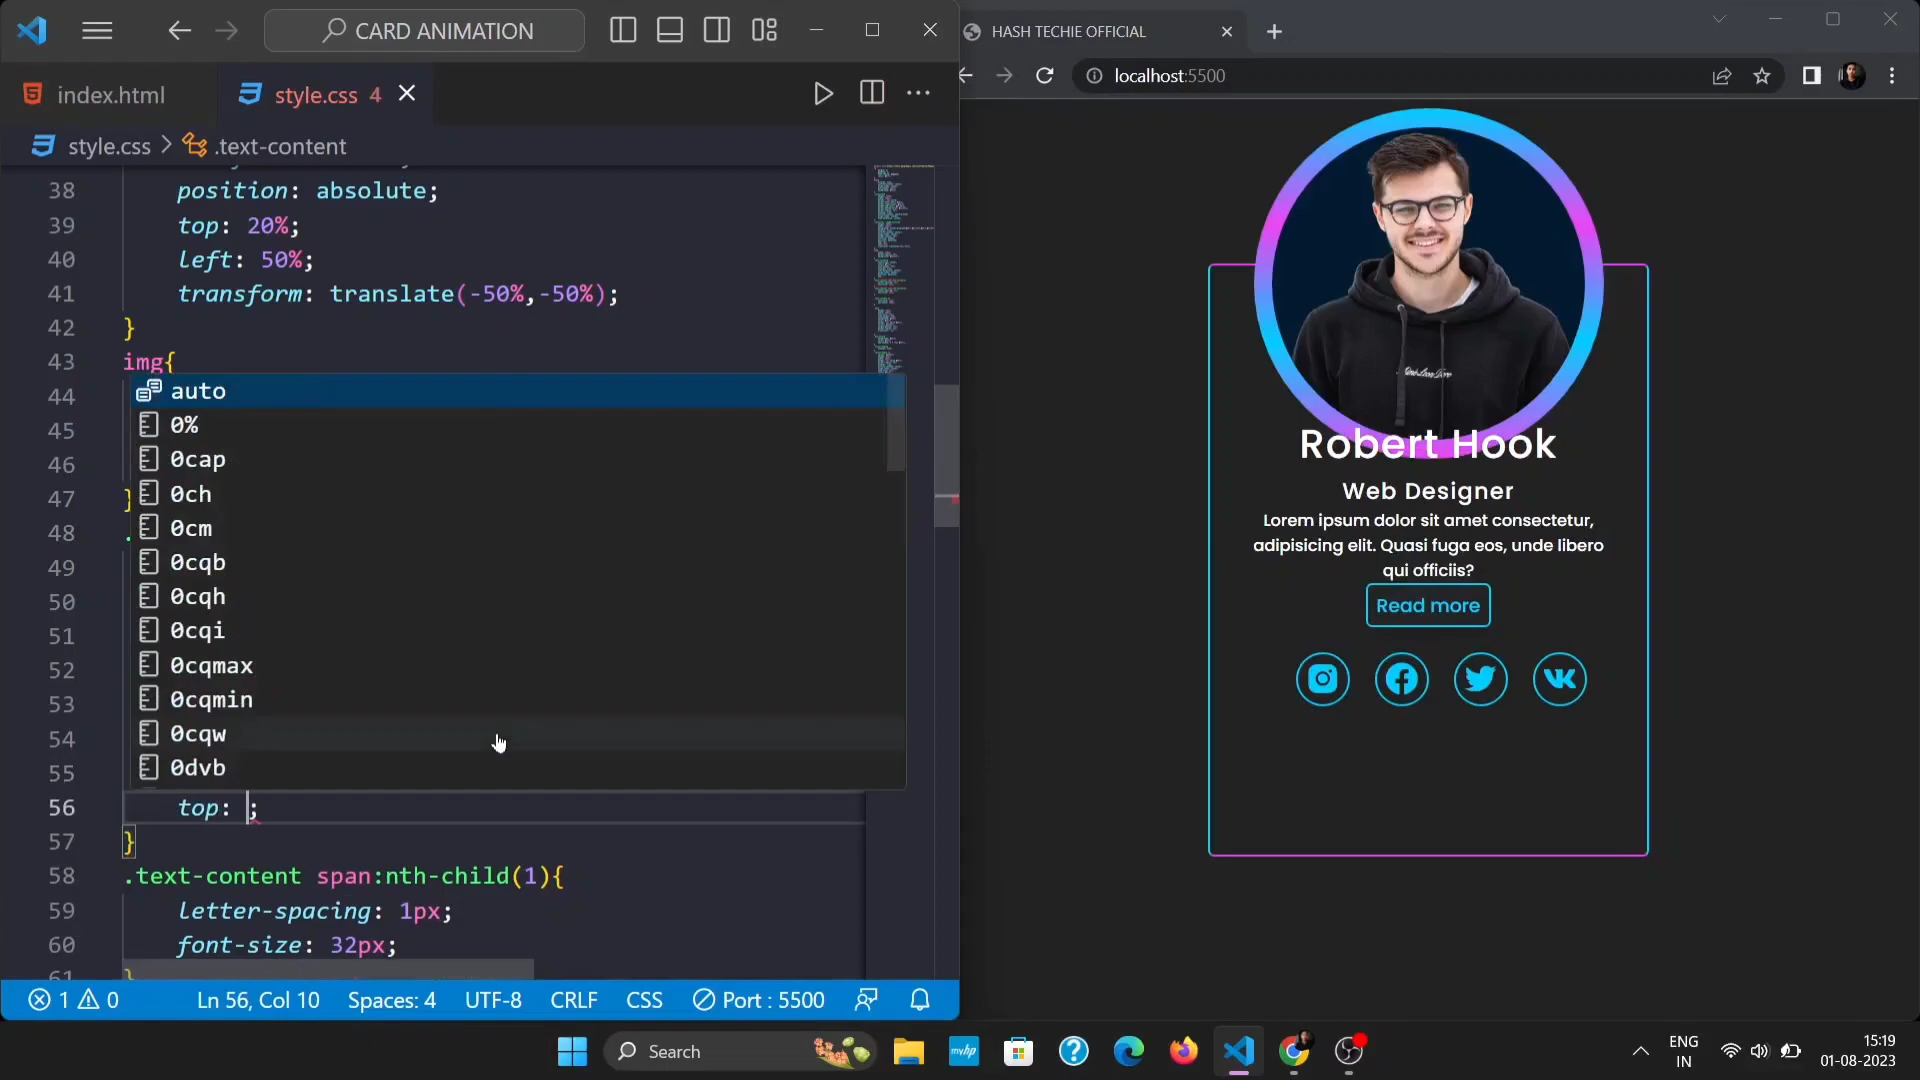 CARD ANIMATION
index.html
style.css 4
style.css > .text-content
38 position: absolute;
39 top: 20%;
40 left: 50%;
41 transform: translate(-50%,-50%);
42 }
43 img{
44
45
46
47 }
48 .
49
50
51
52
53
54
55
auto
0%
0cap
0ch
0cm
0cqb
0cqh
0cqi
0cqmax
0cqmin
0cqw
0dvb
56 top: ;
57 }
58 .text-content span:nth-child(1){
59 letter-spacing: 1px;
60 font-size: 32px;
61 }
1 0 Ln 56, Col 10 Spaces: 4 UTF-8 CRLF CSS Port : 5500
HASH TECHIE OFFICIAL
localhost:5500
Robert Hook
Web Designer
Lorem ipsum dolor sit amet consectetur,
adipisicing elit. Quasi fuga eos, unde libero
qui officiis?
Read more
Search
myhp
ENG
IN
15:19
01-08-2023